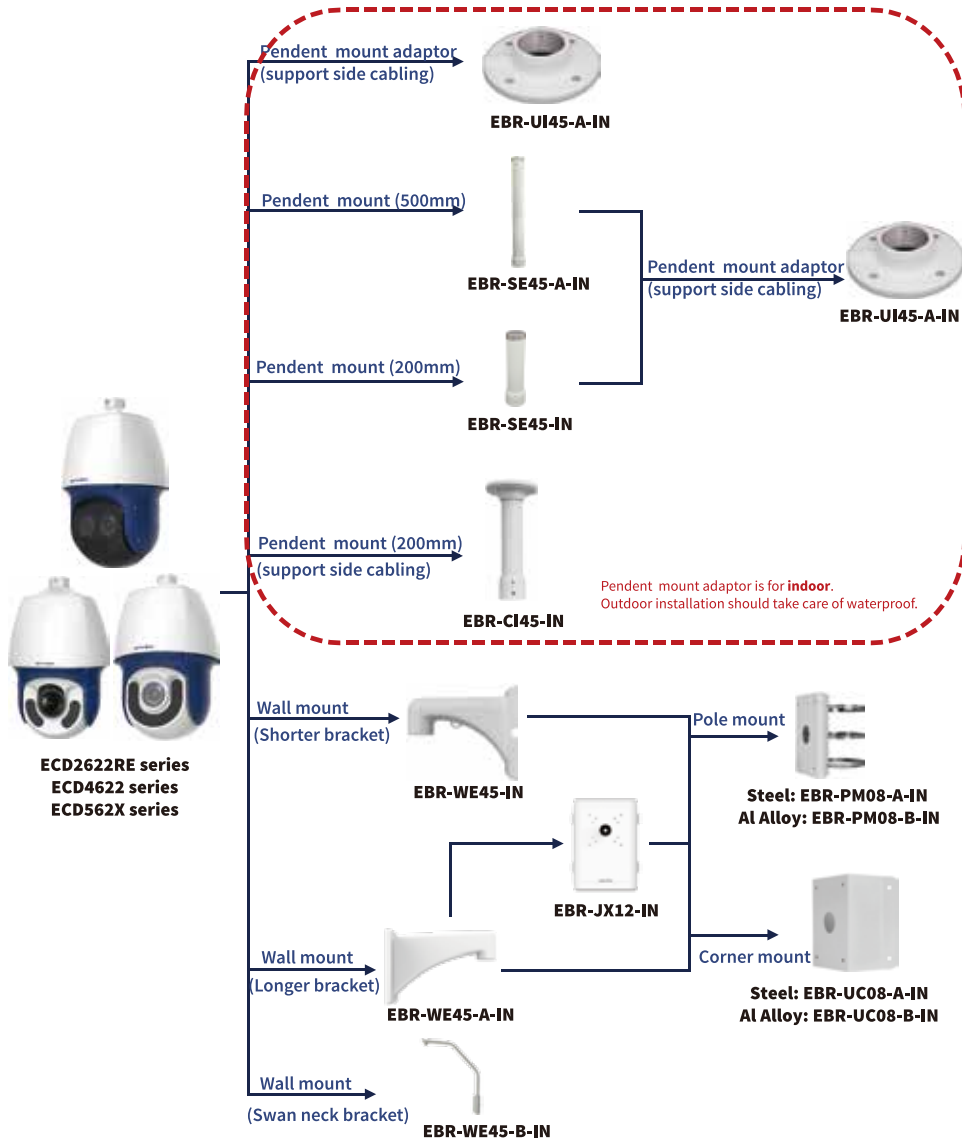 Pendent mount adaptor
(support side cabling)
EBR-UI45-A-IN
Pendent mount (500mm)
EBR-SE45-A-IN
Pendent mount adaptor
(support side cabling)
EBR-UI45-A-IN
Pendent mount (200mm)
EBR-SE45-IN
Pendent mount (200mm)
(support side cabling)
EBR-CI45-IN
Pendent mount adaptor is for indoor.
Outdoor installation should take care of waterproof.
ECD2622RE series
ECD4622 series
ECD562X series
Wall mount
(Shorter bracket)
EBR-WE45-IN
Pole mount
Steel: EBR-PM08-A-IN
Al Alloy: EBR-PM08-B-IN
EBR-JX12-IN
Wall mount
(Longer bracket)
EBR-WE45-A-IN
Corner mount
Steel: EBR-UC08-A-IN
Al Alloy: EBR-UC08-B-IN
Wall mount
(Swan neck bracket)
EBR-WE45-B-IN